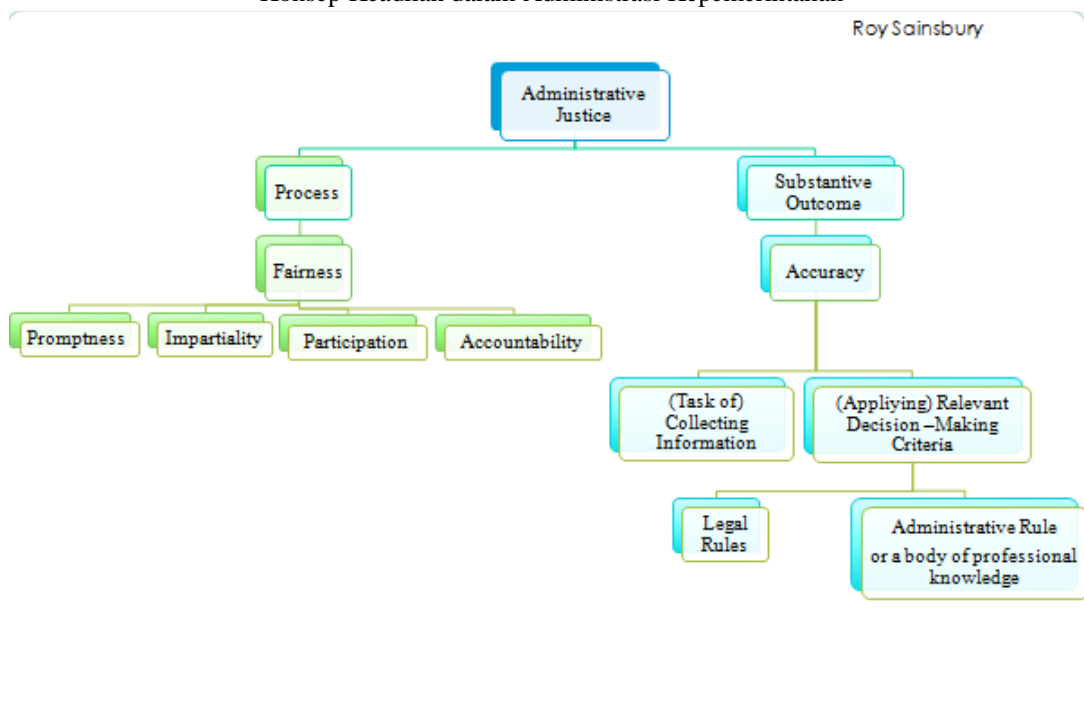 Roy Sainsbury
Administrative
Justice
Process
Substantive
Outcome
Fairness
Accuracy
Promptness
Impartiality
Participation
Accountability
(Task of)
Collecting
Information
(Appliying) Relevant
Decision –Making
Criteria
Legal
Rules
Administrative Rule
or a body of professional
knowledge